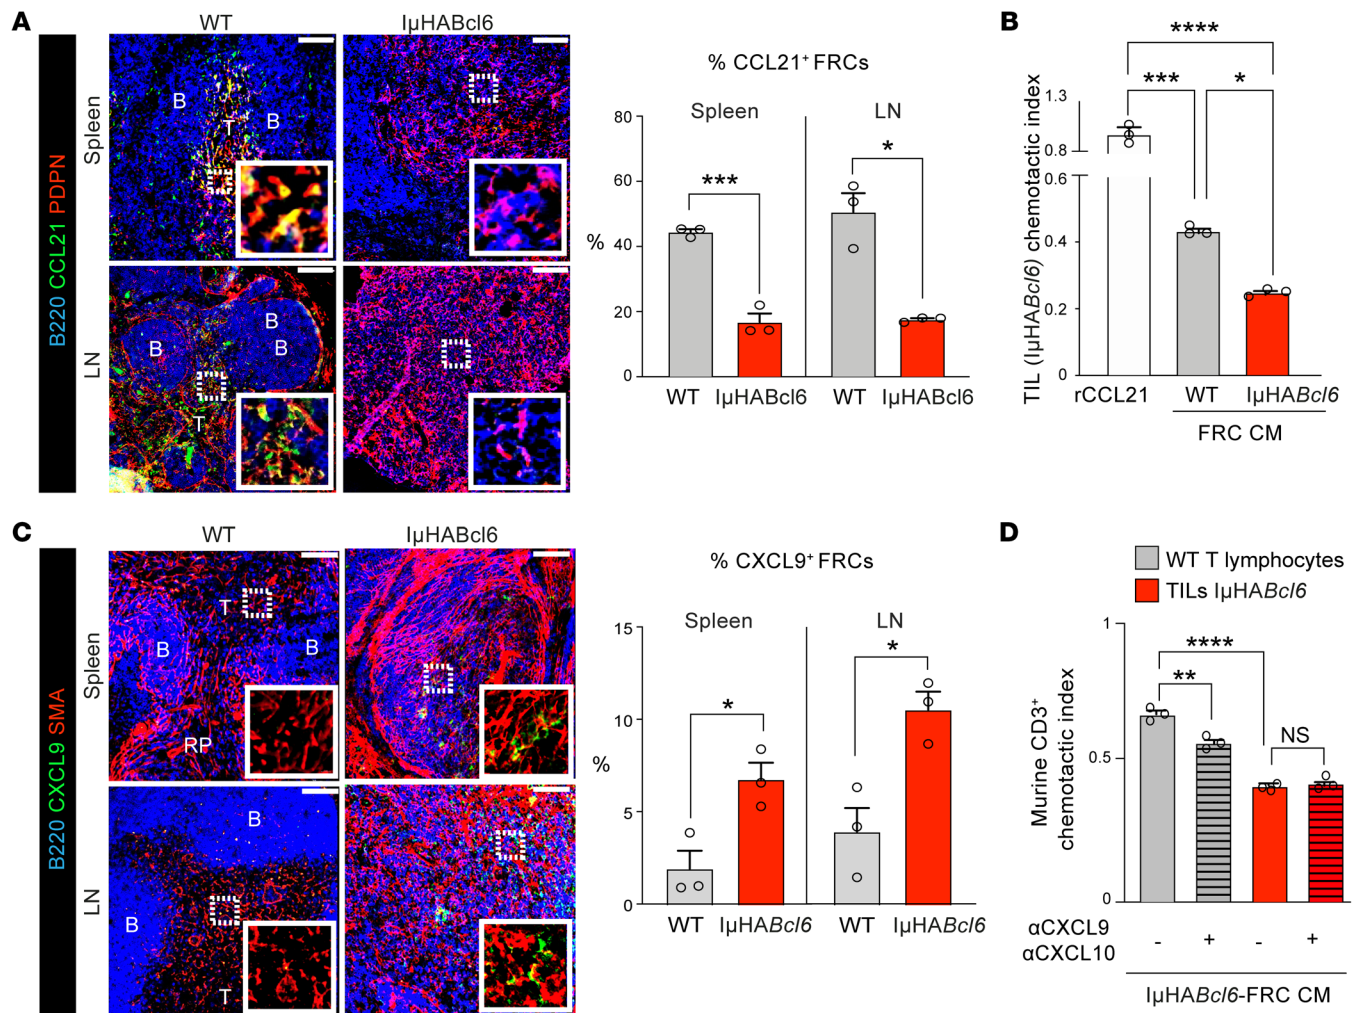 A
WT
IµHABcl6
B220 CCL21 PDPN
Spleen
LN
B
T
B
B
B
B
T
% CCL21⁺ FRCs
Spleen
LN
80
60
40
20
0
%
***
*
WT
IµHABcl6
WT
IµHABcl6
B
TIL (IµHABcl6) chemotactic index
1.3
0.8
0.6
0.4
0.2
0
****
***
*
rCCL21
WT
IµHABcl6
FRC CM
C
WT
IµHABcl6
B220 CXCL9 SMA
Spleen
LN
T
B
B
RP
B
B
T
% CXCL9⁺ FRCs
Spleen
LN
15
10
5
0
%
*
*
WT
IµHABcl6
WT
IµHABcl6
D
WT T lymphocytes
TILs IµHABcl6
Murine CD3⁺
chemotactic index
1
0.5
0
****
**
NS
αCXCL9
αCXCL10
- + - +
IµHABcl6-FRC CM